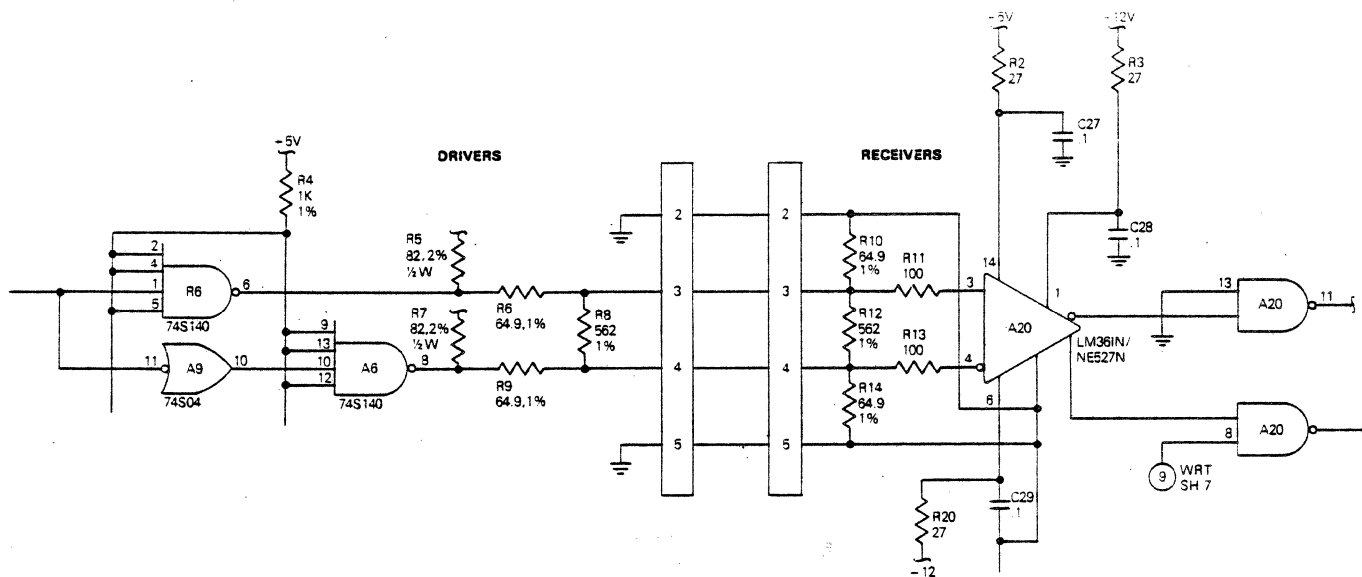 -5V
-12V
R2
27
R3
27
C27
.1
-5V
DRIVERS
RECEIVERS
R4
1K
1%
2
2
C28
.1
R5
82,2%
½W
R10
64.9
1%
R11
100
14
1
2
4
1
5
R6
6
74S140
R6
64.9,1%
3
3
3
13
A20
11
R7
82,2%
½W
R8
562
1%
R12
562
1%
A20
LM36IN/
NE527N
9
13
10
12
A6
8
74S140
R13
100
11
A9
10
74S04
4
4
4
R9
64.9,1%
R14
64.9
1%
6
A20
8
5
5
9
WRT
SH 7
C29
.1
R20
27
-12